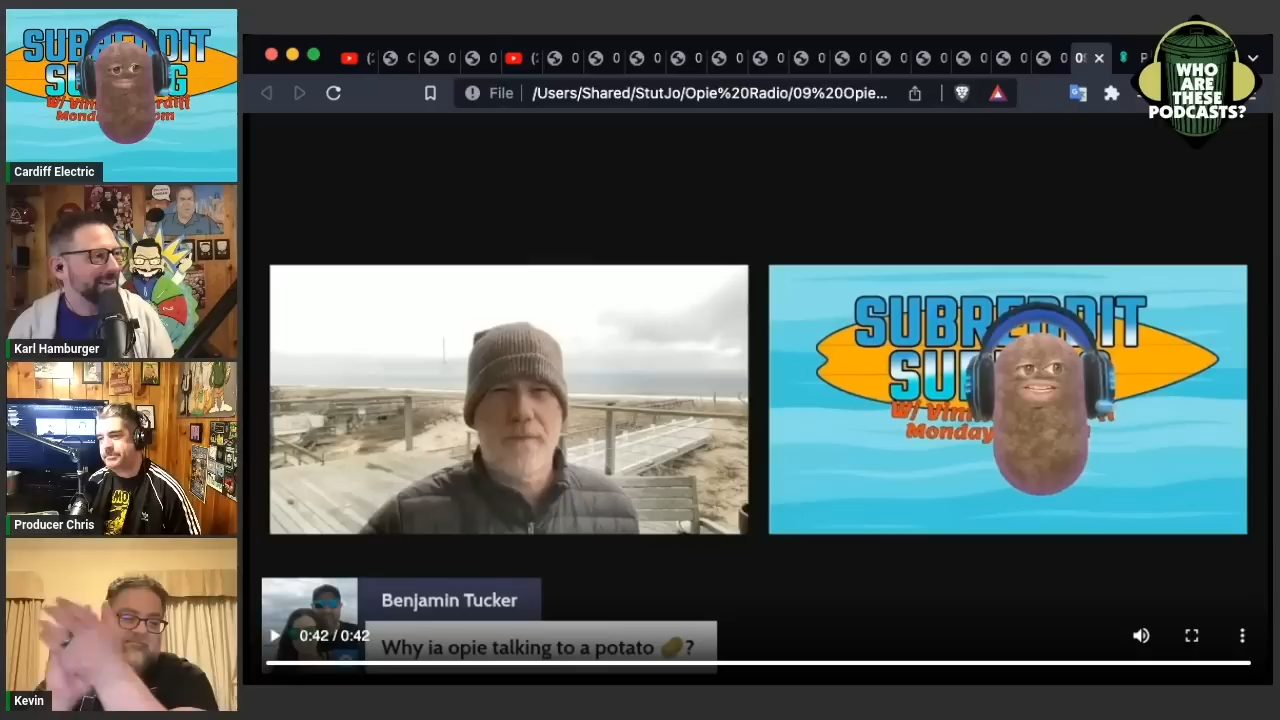 SUBREDDIT
Cardiff Electric
Karl Hamburger
Producer Chris
Kevin
File
/Users/Shared/StutJo/Opie%20Radio/09%20Opie...
WHO
ARE
THESE
PODCASTS?
SUBREDDIT
Monday
Benjamin Tucker
Why ia opie talking to a potato 🥔?
0:42 / 0:42